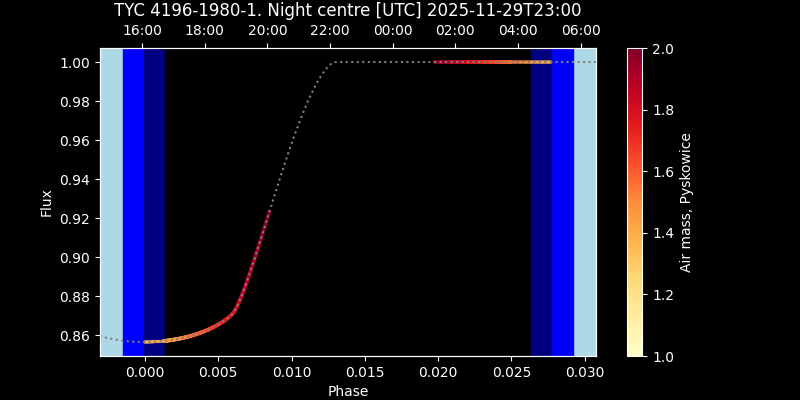 TYC 4196-1980-1. Night centre [UTC] 2025-11-29T23:00
16:00 18:00 20:00 22:00 00:00 02:00 04:00 06:00
1.00
0.98
0.96
0.94
0.92
0.90
0.88
0.86
Flux
0.000 0.005 0.010 0.015 0.020 0.025 0.030
Phase
2.0
1.8
1.6
1.4
1.2
1.0
Air mass, Pyskowice